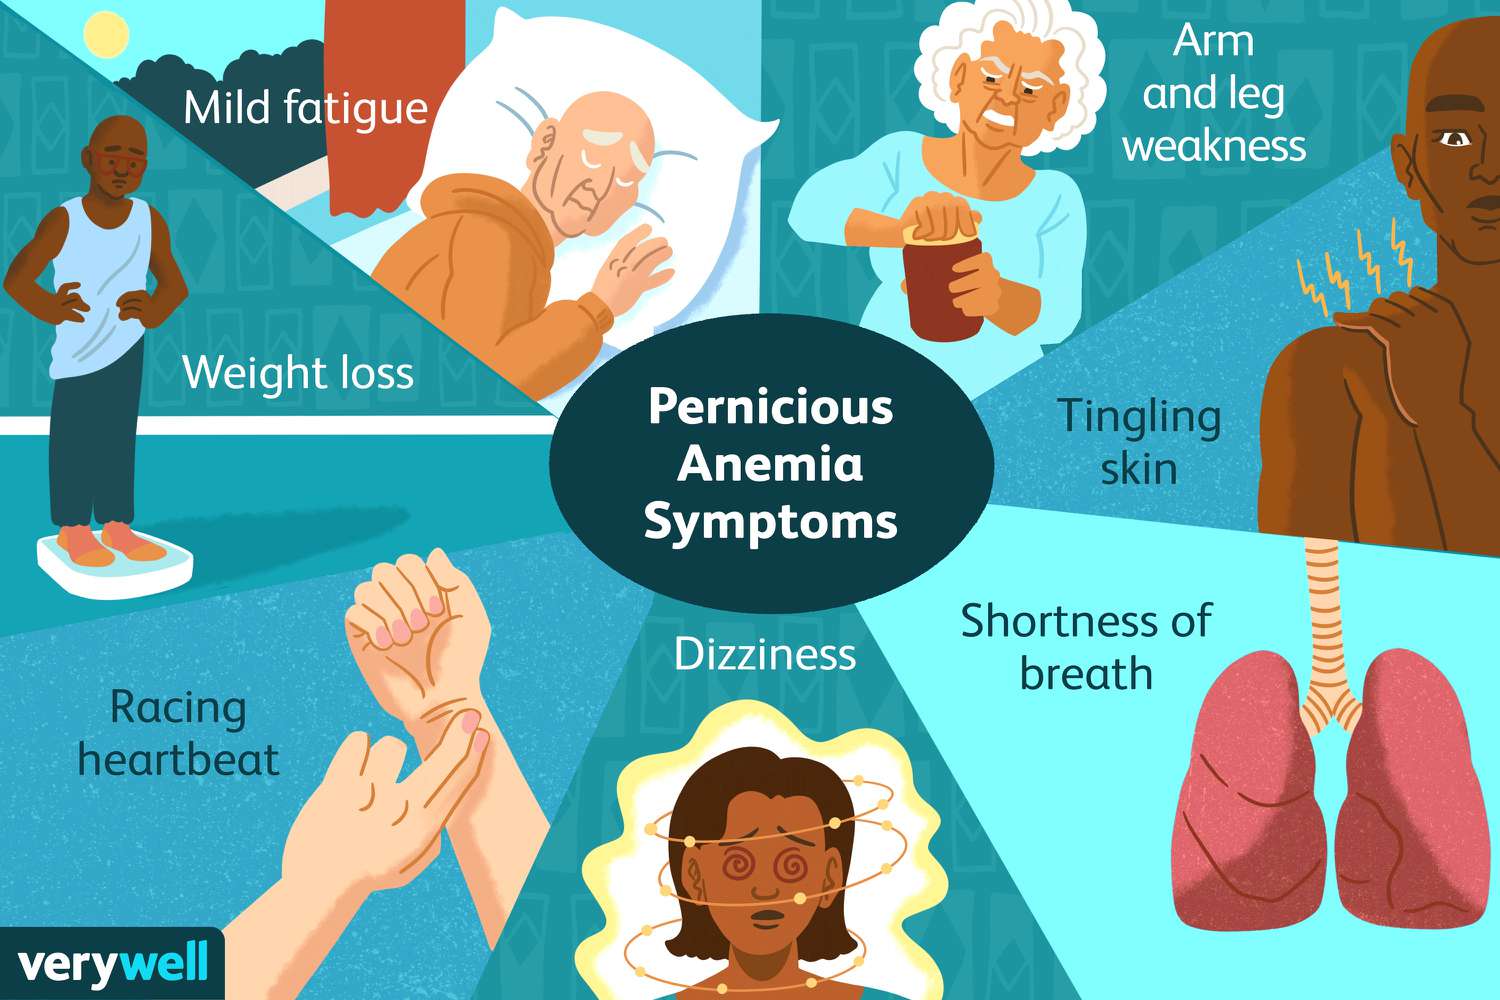 Mild fatigue
Arm
and leg
weakness
Weight loss
Pernicious
Anemia
Symptoms
Tingling
skin
Racing
heartbeat
Dizziness
Shortness of
breath
verywell